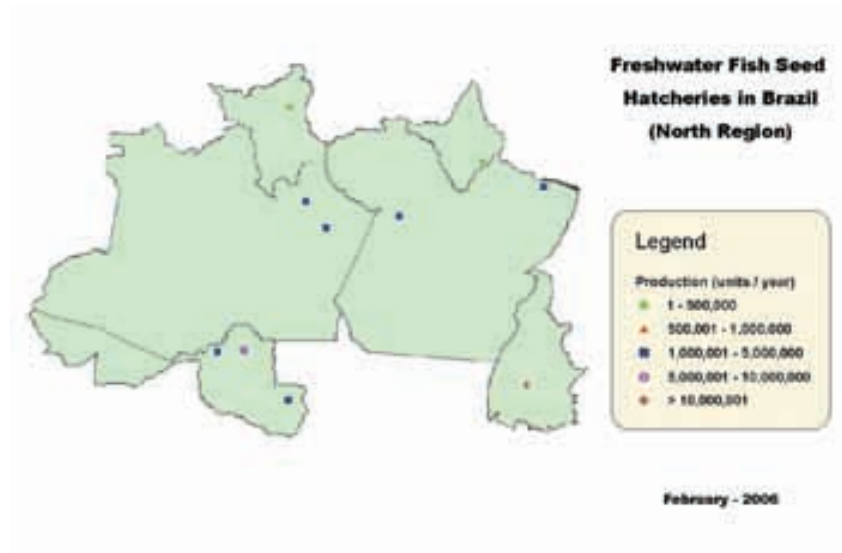 Freshwater Fish Seed
Hatcheries in Brazil
(North Region)
Legend
Production (units / year)
1 - 500,000
500,001 - 1,000,000
1,000,001 - 5,000,000
5,000,001 - 10,000,000
> 10,000,001
February - 2006